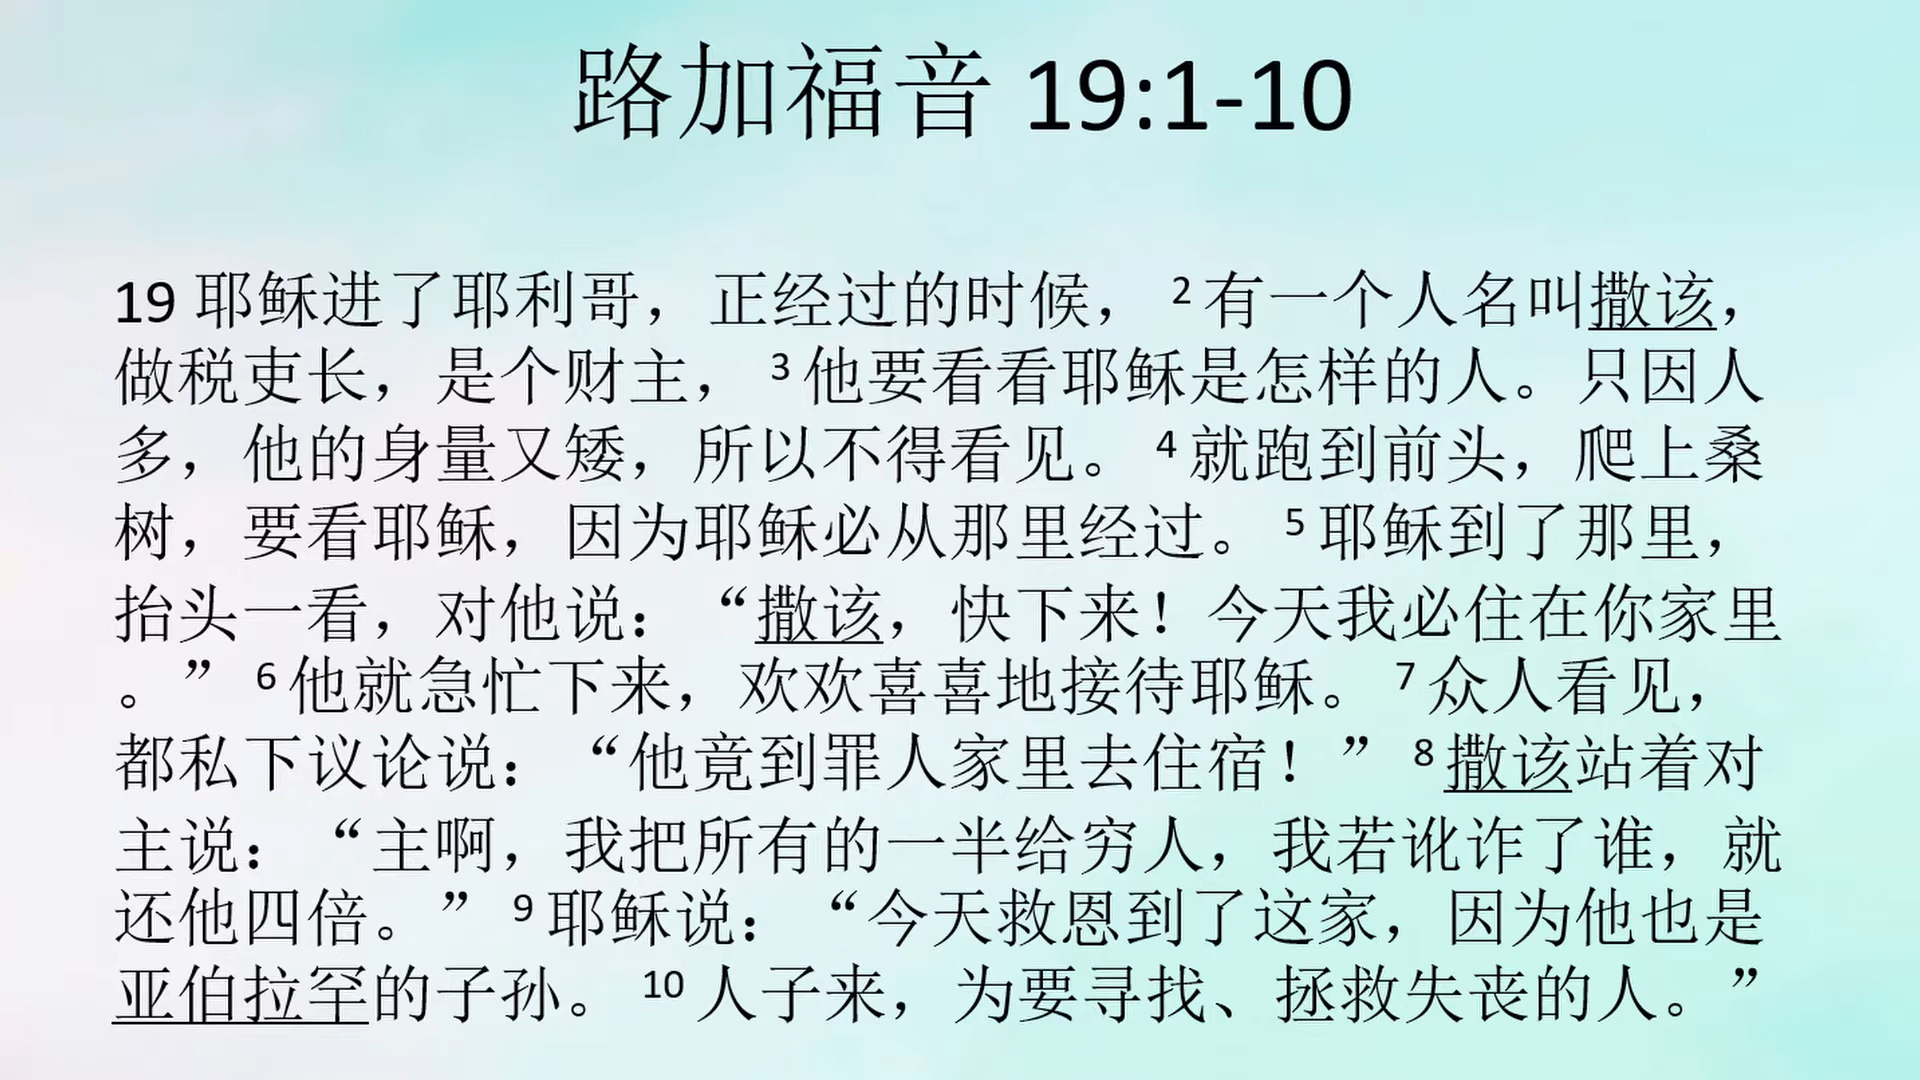 路加福音 19:1-10
19 耶稣进了耶利哥，正经过的时候， 2 有一个人名叫撒该，
做税吏长，是个财主， 3 他要看看耶稣是怎样的人。只因人
多，他的身量又矮，所以不得看见。 4 就跑到前头，爬上桑
树，要看耶稣，因为耶稣必从那里经过。 5 耶稣到了那里，
抬头一看，对他说：“撒该，快下来！今天我必住在你家里
。” 6 他就急忙下来，欢欢喜喜地接待耶稣。 7 众人看见，
都私下议论说：“他竟到罪人家里去住宿！” 8 撒该站着对
主说：“主啊，我把所有的一半给穷人，我若讹诈了谁，就
还他四倍。” 9 耶稣说：“今天救恩到了这家，因为他也是
亚伯拉罕的子孙。 10 人子来，为要寻找、拯救失丧的人。”